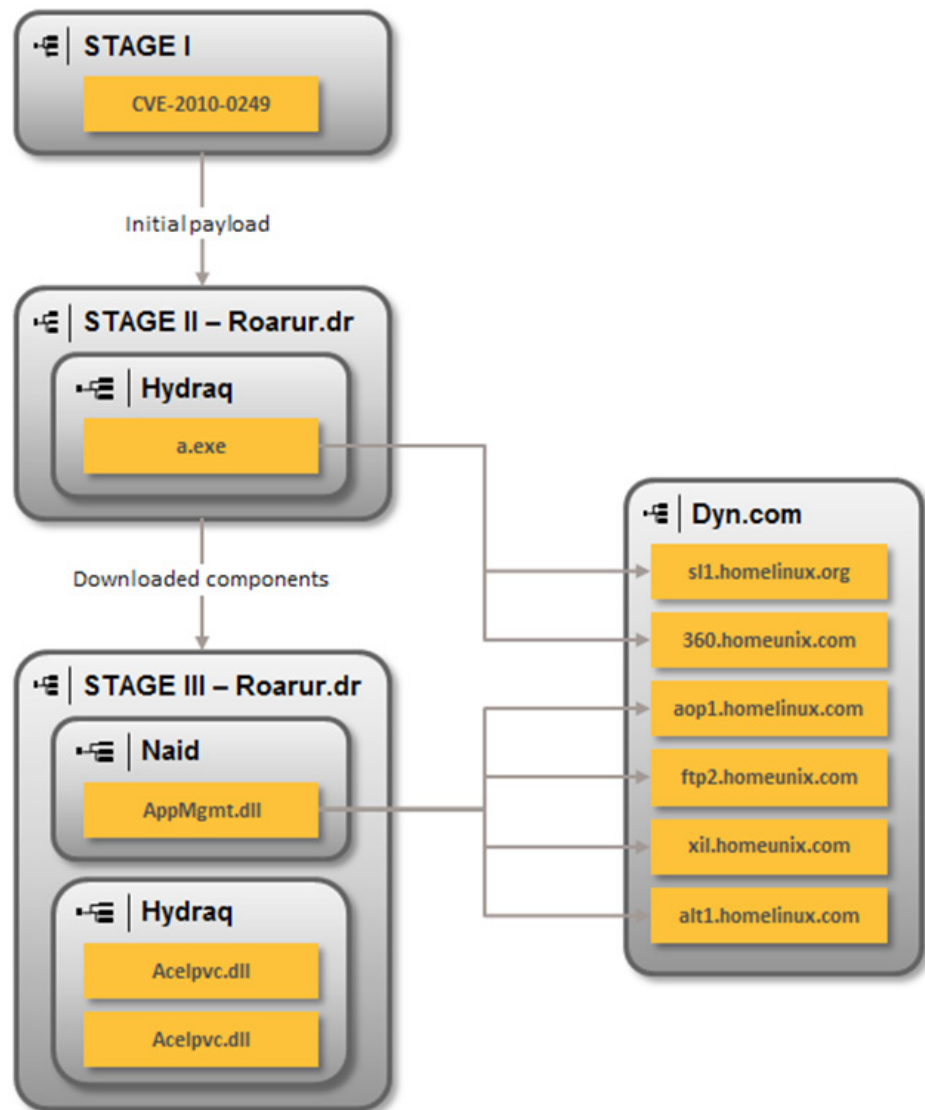 STAGE I
CVE-2010-0249
Initial payload
STAGE II – Roarur.dr
Hydraq
a.exe
Downloaded components
STAGE III – Roarur.dr
Naid
AppMgmt.dll
Hydraq
Acelpvc.dll
Acelpvc.dll
Dyn.com
sl1.homelinux.org
360.homeunix.com
aop1.homelinux.com
ftp2.homeunix.com
xil.homeunix.com
alt1.homelinux.com